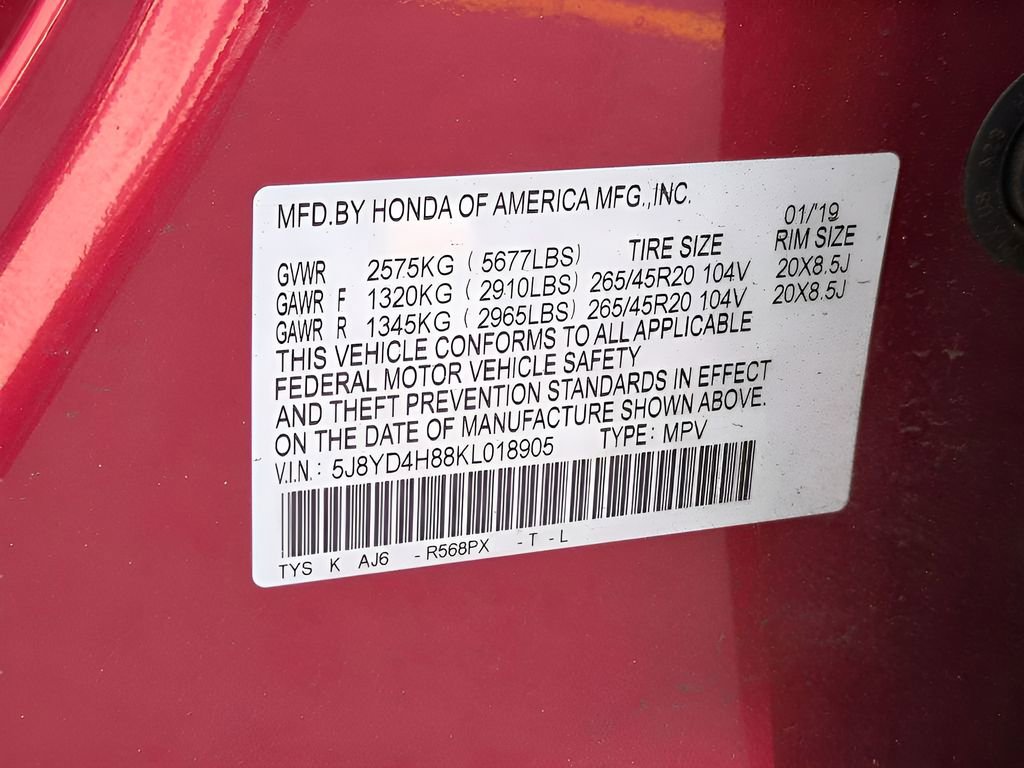 MFD.BY HONDA OF AMERICA MFG.,INC. 01/'19
TIRE SIZE RIM SIZE
GVWR 2575KG ( 5677LBS)
GAWR F 1320KG ( 2910LBS) 265/45R20 104V 20X8.5J
GAWR R 1345KG ( 2965LBS) 265/45R20 104V 20X8.5J
THIS VEHICLE CONFORMS TO ALL APPLICABLE
FEDERAL MOTOR VEHICLE SAFETY
AND THEFT PREVENTION STANDARDS IN EFFECT
ON THE DATE OF MANUFACTURE SHOWN ABOVE.
V.I.N.: 5J8YD4H88KL018905 TYPE: MPV
TYS K AJ6 - R568PX - T - L